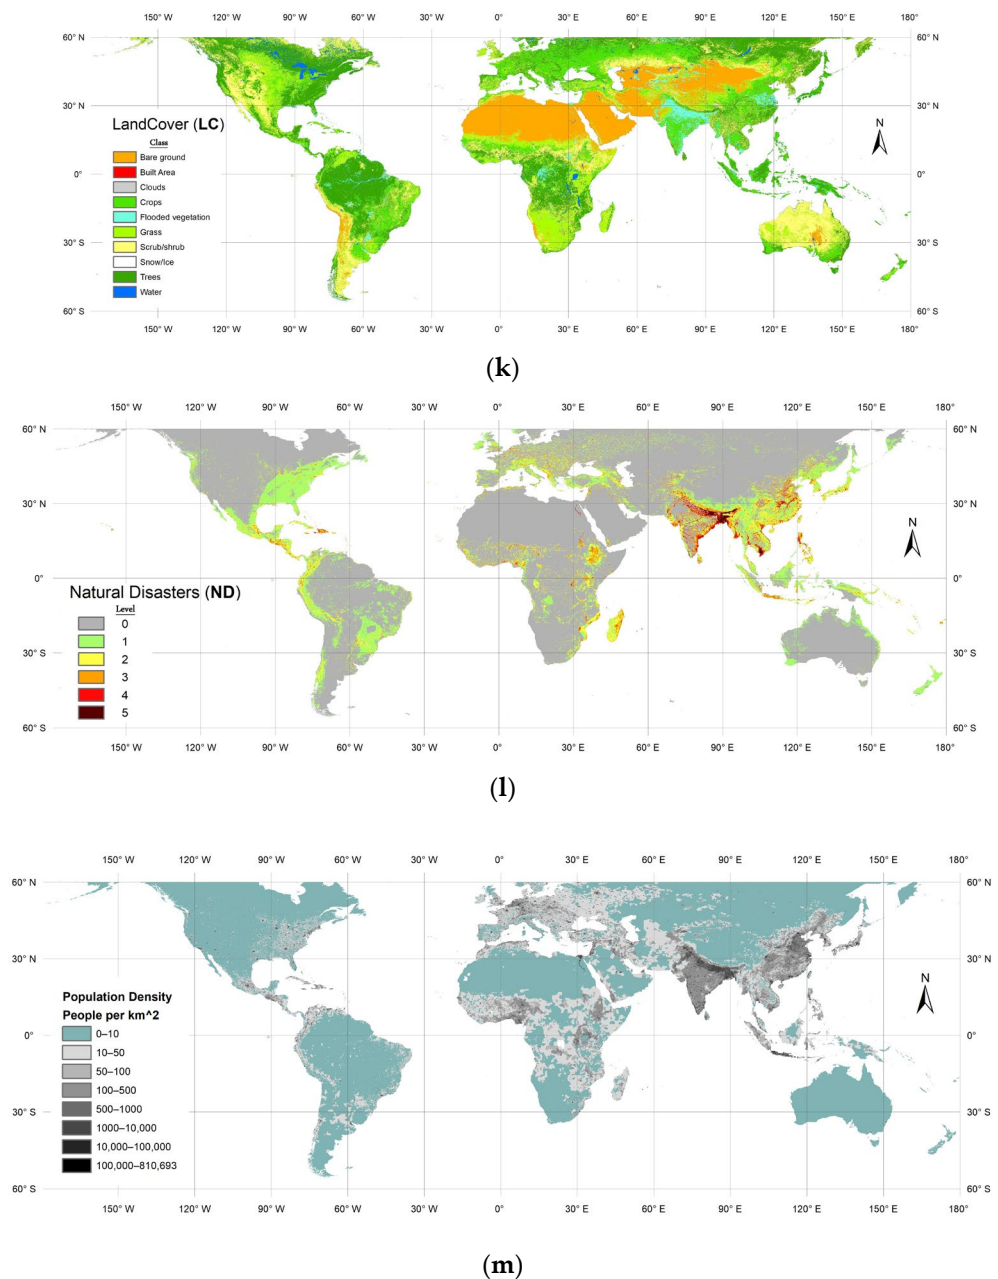 150° W 120° W 90° W 60° W 30° W 0° 30° E 60° E 90° E 120° E 150° E 180°
60° N 60° N
30° N 30° N
N
LandCover (LC)
Class
Bare ground
Built Area
Clouds
Crops
Flooded vegetation
Grass
Scrub/shrub
Snow/Ice
Trees
Water
0° 0°
30° S 30° S
60° S 60° S
150° W 120° W 90° W 60° W 30° W 0° 30° E 60° E 90° E 120° E 150° E 180°
(k)
150° W 120° W 90° W 60° W 30° W 0° 30° E 60° E 90° E 120° E 150° E 180°
60° N 60° N
30° N 30° N
N
0° 0°
Natural Disasters (ND)
Level
0
1
2
3
4
5
30° S 30° S
60° S 60° S
150° W 120° W 90° W 60° W 30° W 0° 30° E 60° E 90° E 120° E 150° E 180°
(l)
150° W 120° W 90° W 60° W 30° W 0° 30° E 60° E 90° E 120° E 150° E 180°
60° N 60° N
30° N 30° N
N
Population Density
People per km^2
0–10
10–50
50–100
100–500
500–1000
1000–10,000
10,000–100,000
100,000–810,693
0° 0°
30° S 30° S
60° S 60° S
150° W 120° W 90° W 60° W 30° W 0° 30° E 60° E 90° E 120° E 150° E 180°
(m)